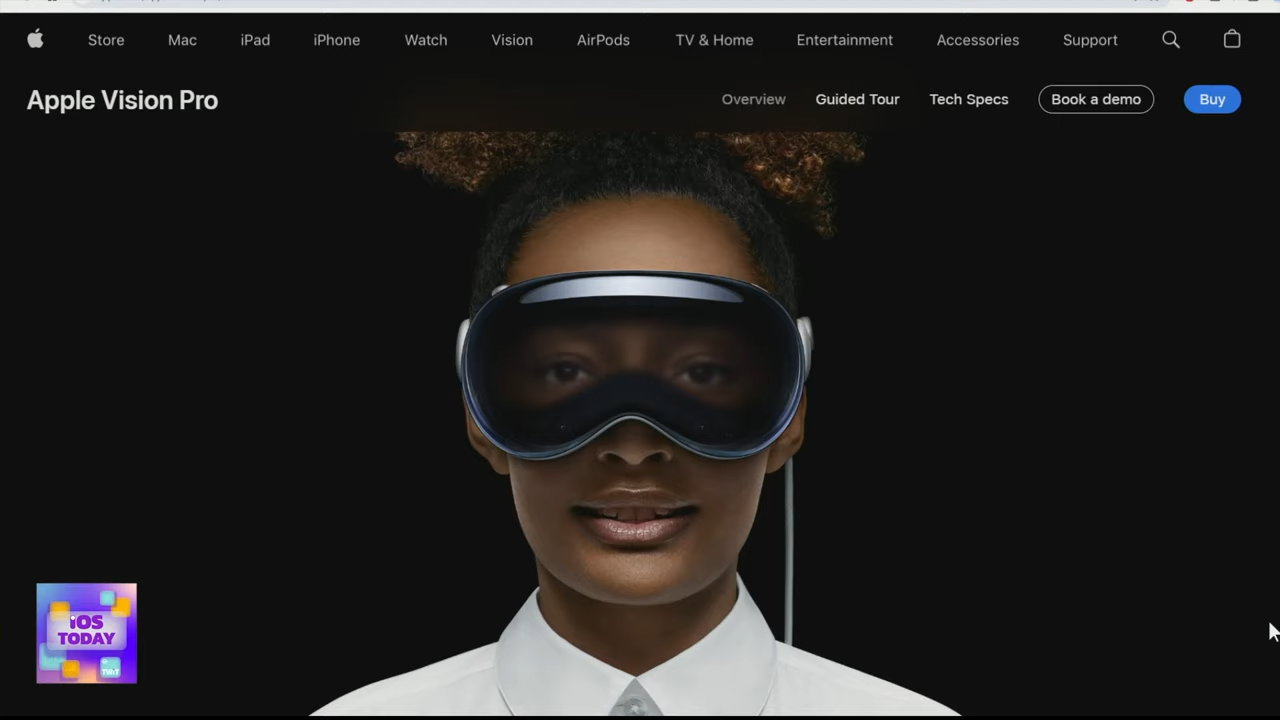 Store Mac iPad iPhone Watch Vision AirPods TV & Home Entertainment Accessories Support
Apple Vision Pro Overview Guided Tour Tech Specs Book a demo Buy
iOS
TODAY
TWiT